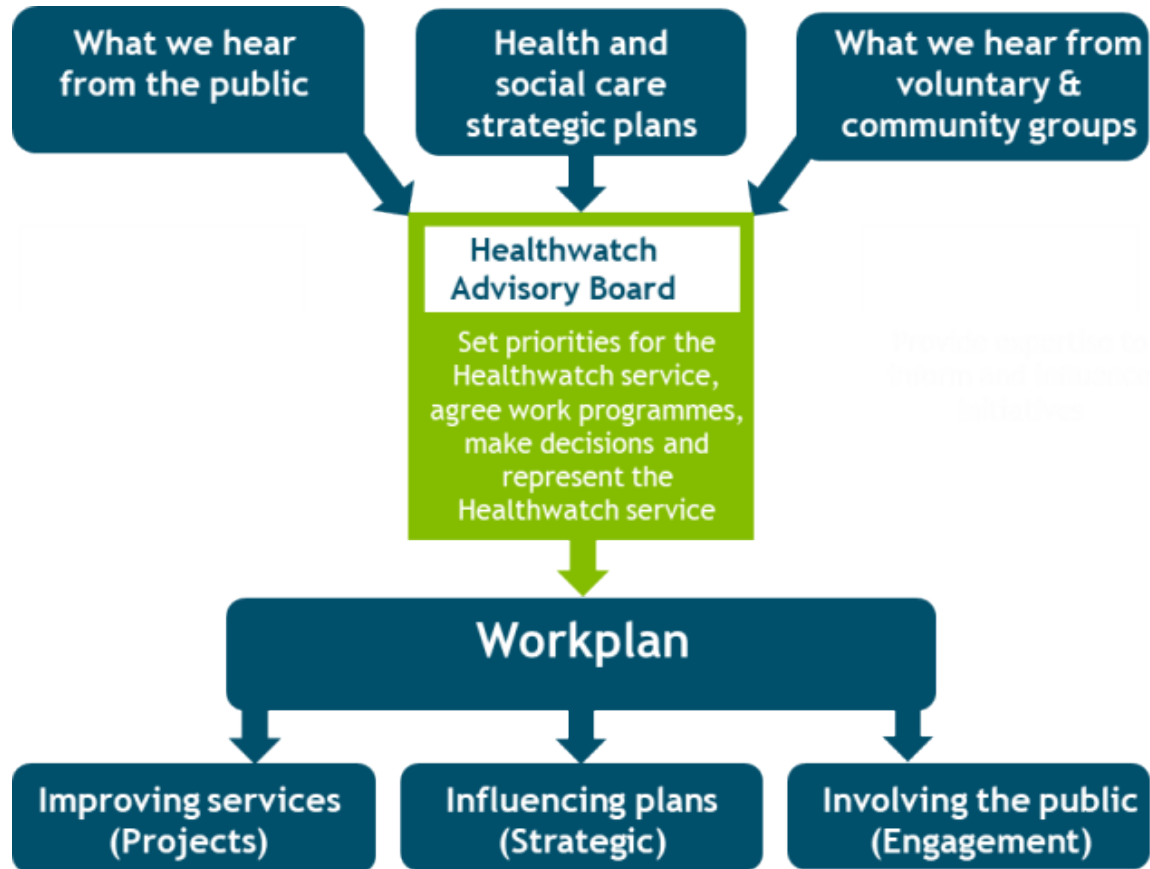 What we hear
from the public
Health and
social care
strategic plans
What we hear from
voluntary &
community groups
Healthwatch
Advisory Board
Set priorities for the
Healthwatch service,
agree work programmes,
make decisions and
represent the
Healthwatch service
Workplan
Improving services
(Projects)
Influencing plans
(Strategic)
Involving the public
(Engagement)